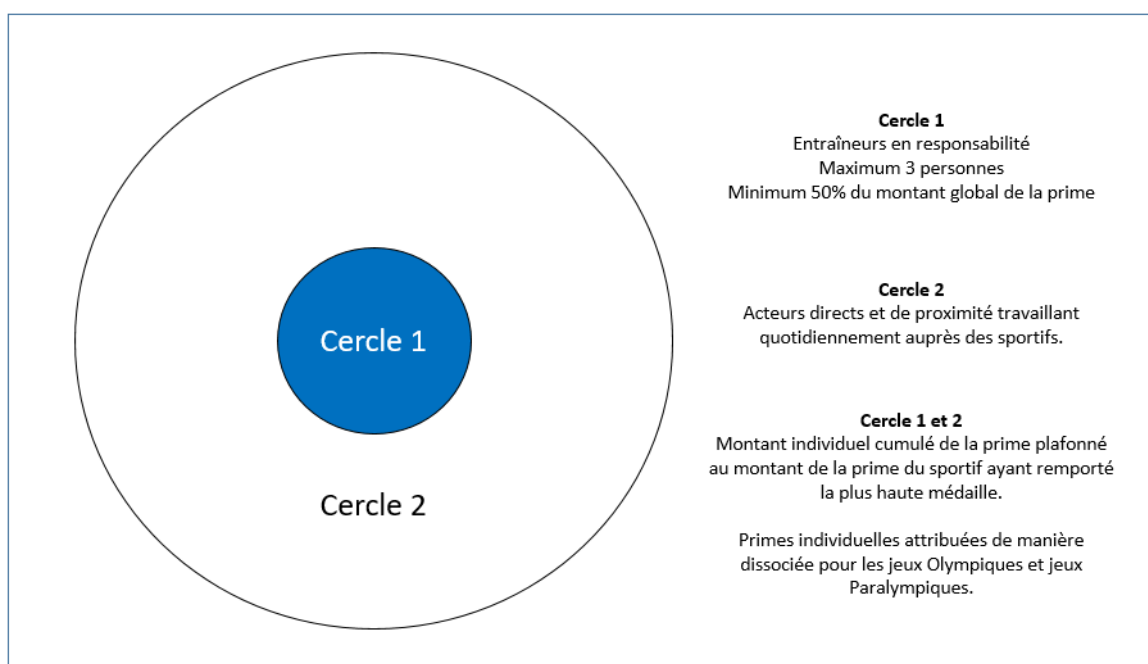 Cercle 1
Cercle 2
Cercle 1
Entraîneurs en responsabilité
Maximum 3 personnes
Minimum 50% du montant global de la prime
Cercle 2
Acteurs directs et de proximité travaillant
quotidiennement auprès des sportifs.
Cercle 1 et 2
Montant individuel cumulé de la prime plafonné
au montant de la prime du sportif ayant remporté
la plus haute médaille.
Primes individuelles attribuées de manière
dissociée pour les jeux Olympiques et jeux
Paralympiques.